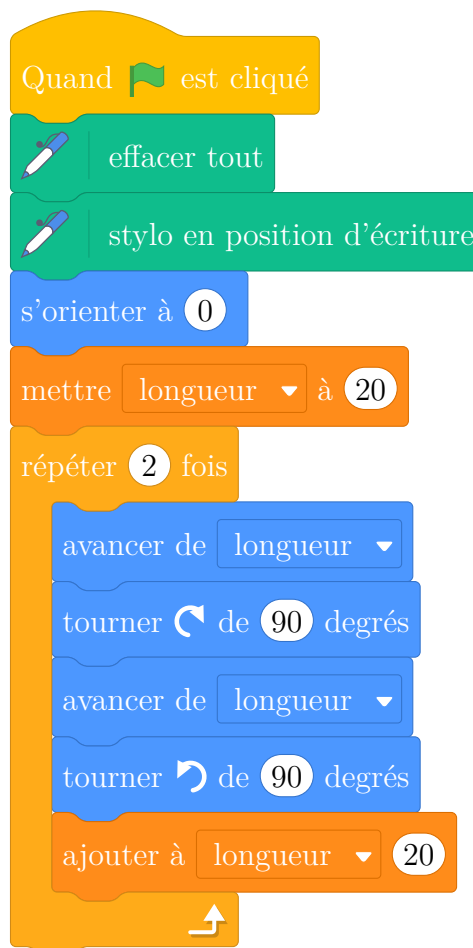 Quand est cliqué
effacer tout
stylo en position d'écriture
s'orienter à 0
mettre longueur à 20
répéter 2 fois
avancer de longueur
tourner de 90 degrés
avancer de longueur
tourner de 90 degrés
ajouter à longueur 20